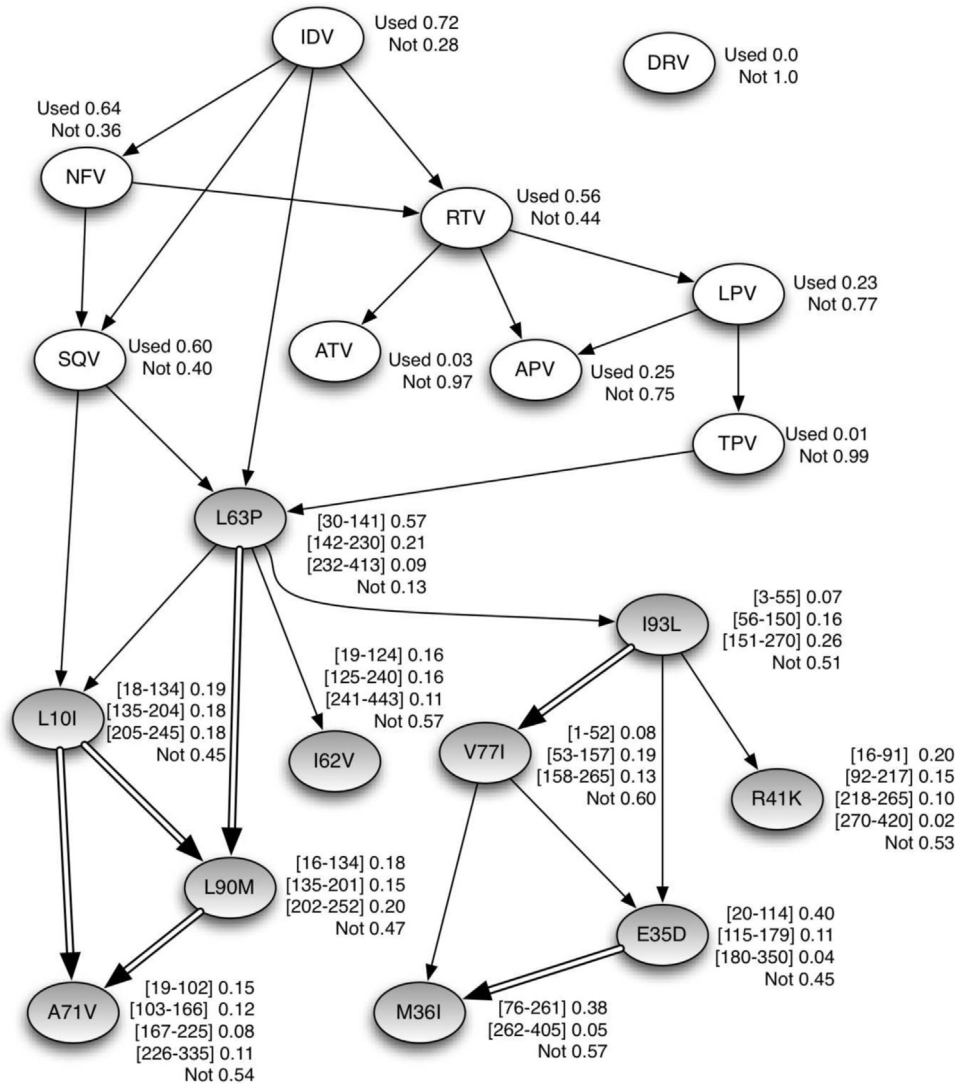 IDV
Used 0.72
Not 0.28
DRV
Used 0.0
Not 1.0
Used 0.64
Not 0.36
NFV
RTV
Used 0.56
Not 0.44
LPV
Used 0.23
Not 0.77
SQV
Used 0.60
Not 0.40
ATV
Used 0.03
Not 0.97
APV
Used 0.25
Not 0.75
TPV
Used 0.01
Not 0.99
L63P
[30-141] 0.57
[142-230] 0.21
[232-413] 0.09
Not 0.13
I93L
[3-55] 0.07
[56-150] 0.16
[151-270] 0.26
Not 0.51
L10I
[18-134] 0.19
[135-204] 0.18
[205-245] 0.18
Not 0.45
[19-124] 0.16
[125-240] 0.16
[241-443] 0.11
Not 0.57
I62V
V77I
[1-52] 0.08
[53-157] 0.19
[158-265] 0.13
Not 0.60
R41K
[16-91] 0.20
[92-217] 0.15
[218-265] 0.10
[270-420] 0.02
Not 0.53
L90M
[16-134] 0.18
[135-201] 0.15
[202-252] 0.20
Not 0.47
E35D
[20-114] 0.40
[115-179] 0.11
[180-350] 0.04
Not 0.45
A71V
[19-102] 0.15
[103-166] 0.12
[167-225] 0.08
[226-335] 0.11
Not 0.54
M36I
[76-261] 0.38
[262-405] 0.05
Not 0.57